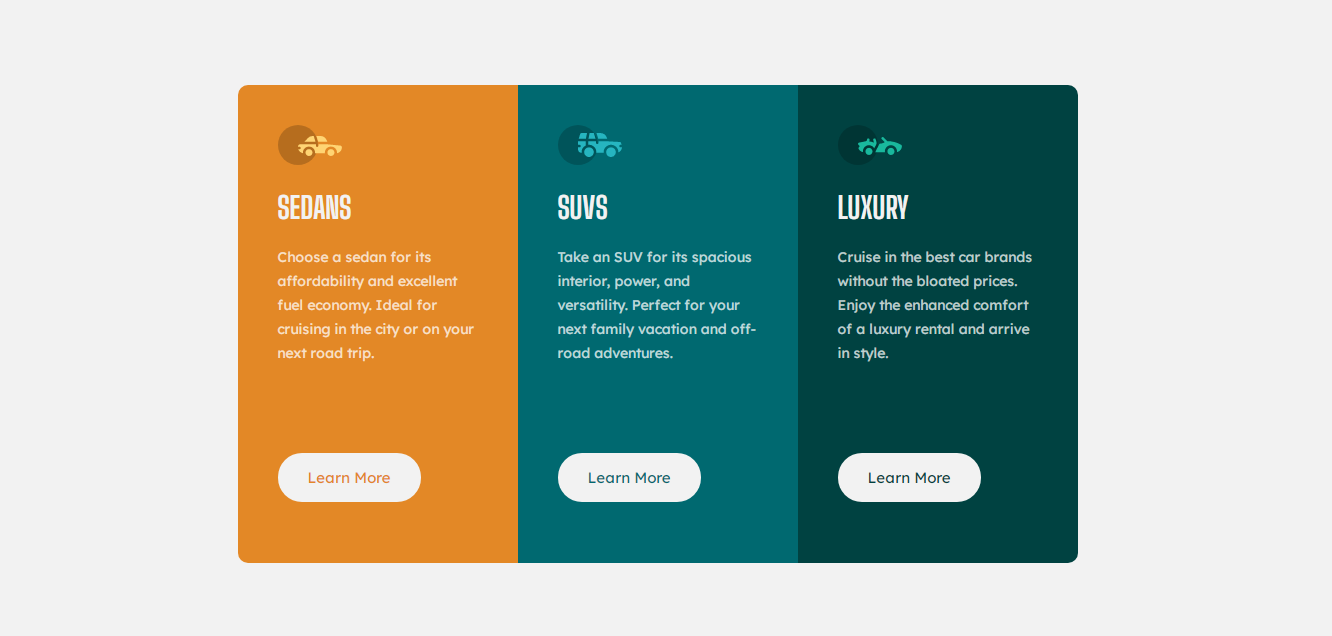 SEDANS
Choose a sedan for its
affordability and excellent
fuel economy. Ideal for
cruising in the city or on your
next road trip.
Learn More
SUVS
Take an SUV for its spacious
interior, power, and
versatility. Perfect for your
next family vacation and off-
road adventures.
Learn More
LUXURY
Cruise in the best car brands
without the bloated prices.
Enjoy the enhanced comfort
of a luxury rental and arrive
in style.
Learn More